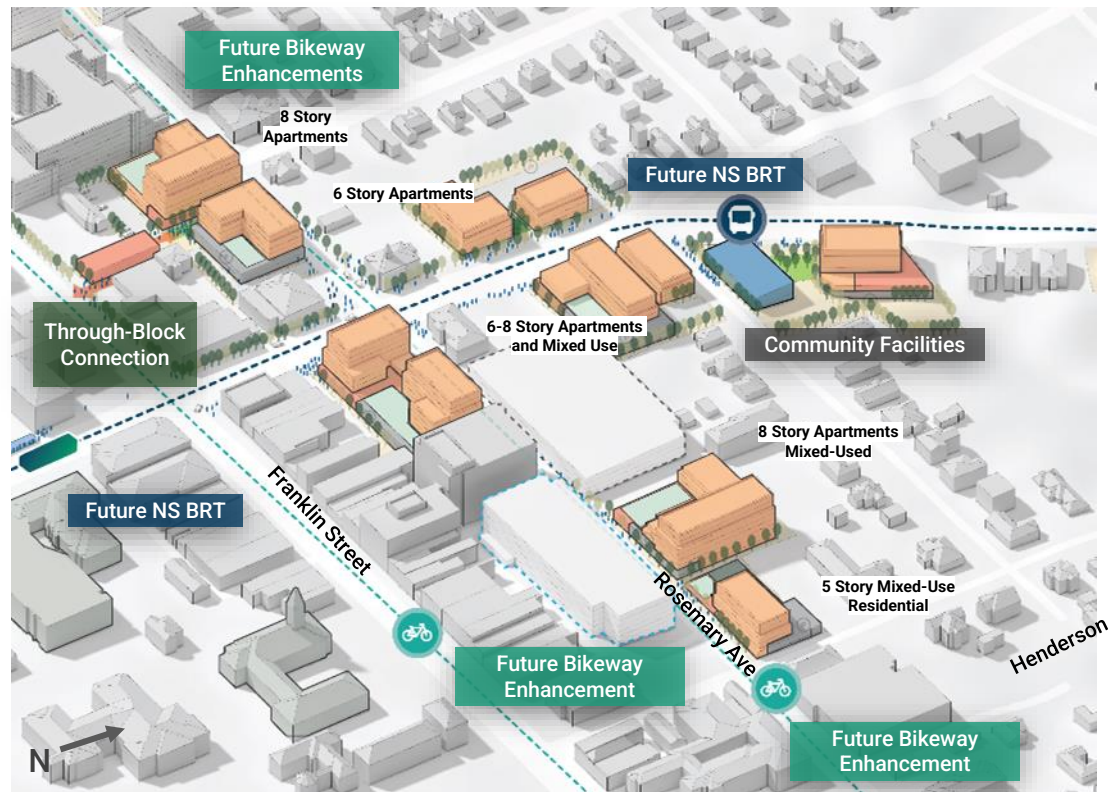 Future Bikeway
Enhancements
8 Story
Apartments
6 Story Apartments
Future NS BRT
Through-Block
Connection
6-8 Story Apartments
and Mixed Use
Community Facilities
8 Story Apartments
Mixed-Used
Future NS BRT
Franklin Street
5 Story Mixed-Use
Residential
Rosemary Ave
Henderson
Future Bikeway
Enhancement
Future Bikeway
Enhancement
N